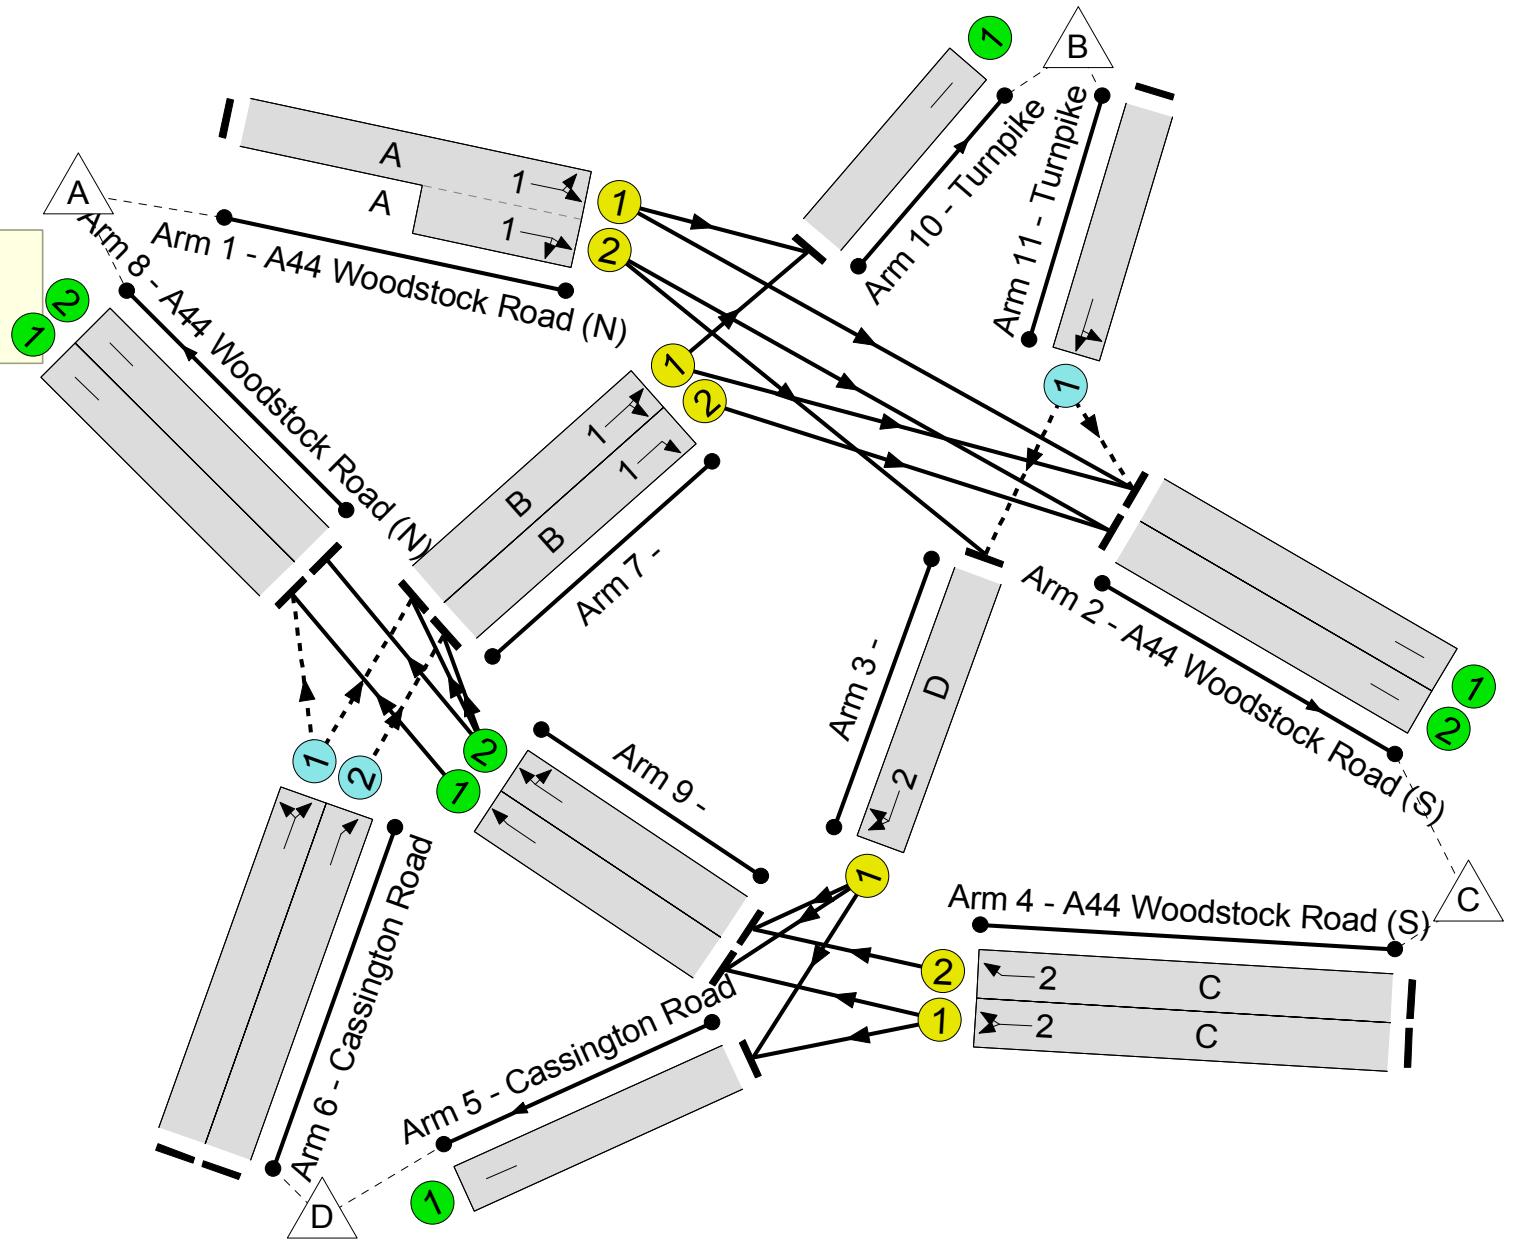 1
B
A
A
1
1
1
2
A
Arm 1 - A44 Woodstock Road (N)
Arm 10 - Turnpike
Arm 11 - Turnpike
1
2
1
Arm 8 - A44 Woodstock Road (N)
1
2
1
1
B
B
Arm 7 -
Arm 2 - A44 Woodstock Road (S)
1
2
Arm 3 -
D
2
1
2
1
2
1
Arm 9 -
1
Arm 4 - A44 Woodstock Road (S)
C
2
2
C
1
2
C
Arm 6 - Cassington Road
Arm 5 - Cassington Road
1
D